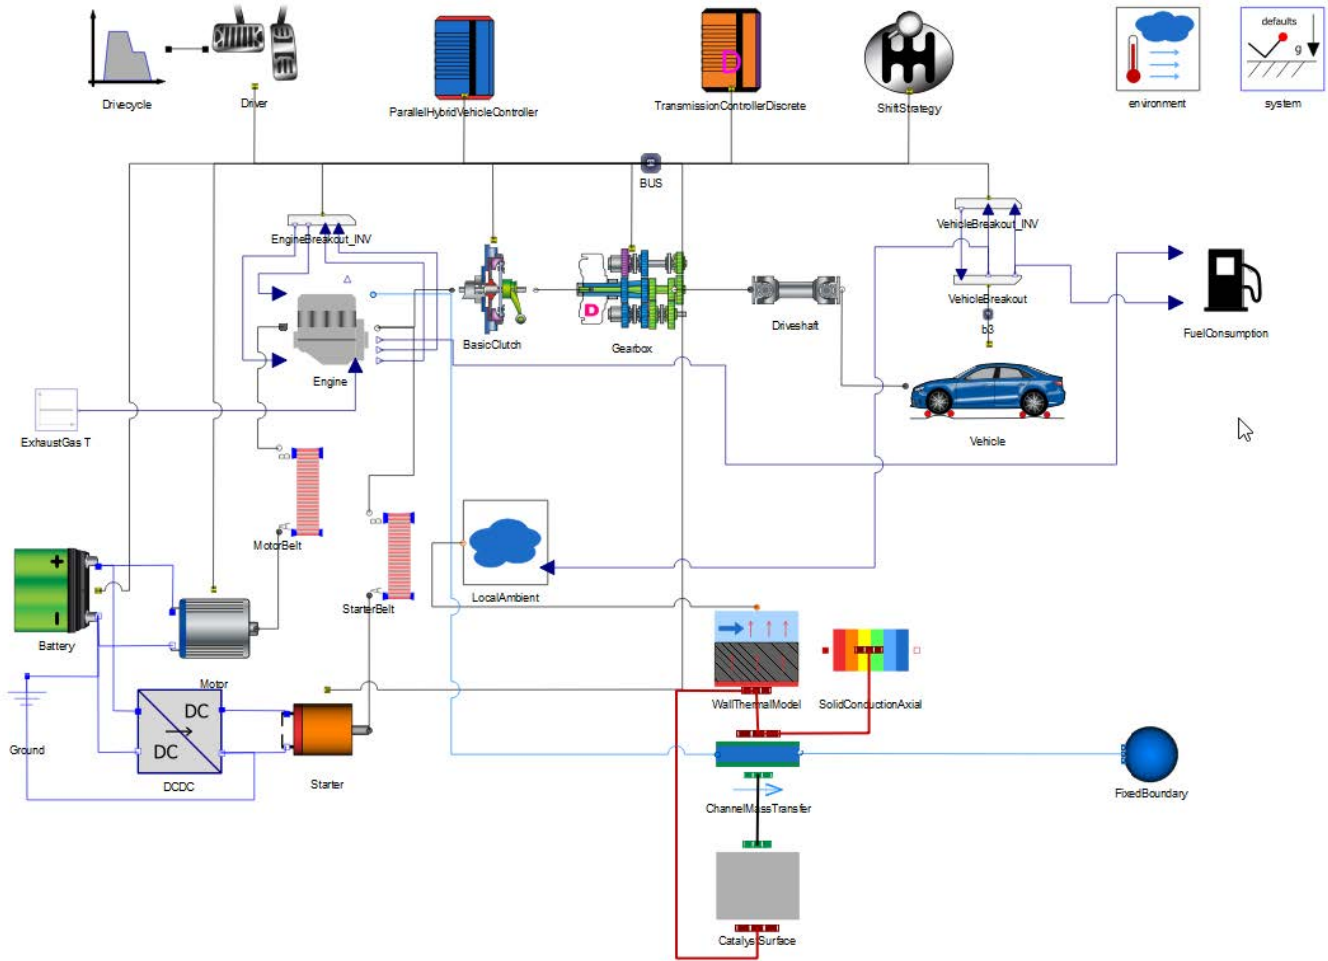 defaults
g
Drivecycle
Driver
ParallelHybridVehicleController
TransmissionControllerDiscrete
D
ShiftStrategy
environment
system
BUS
EngineBreakout_INV
VehicleBreakout_INV
VehicleBreakout
b3
BasicClutch
D
Gearbox
Driveshaft
FuelConsumption
Engine
ExhaustGas T
Vehicle
MotorBelt
StarterBelt
LocalAmbient
+
-
Battery
Motor
WallThermalModel
SolidConductionAxial
Ground
DC
DC
DCDC
Starter
ChannelMassTransfer
FixedBoundary
CatalysSurface